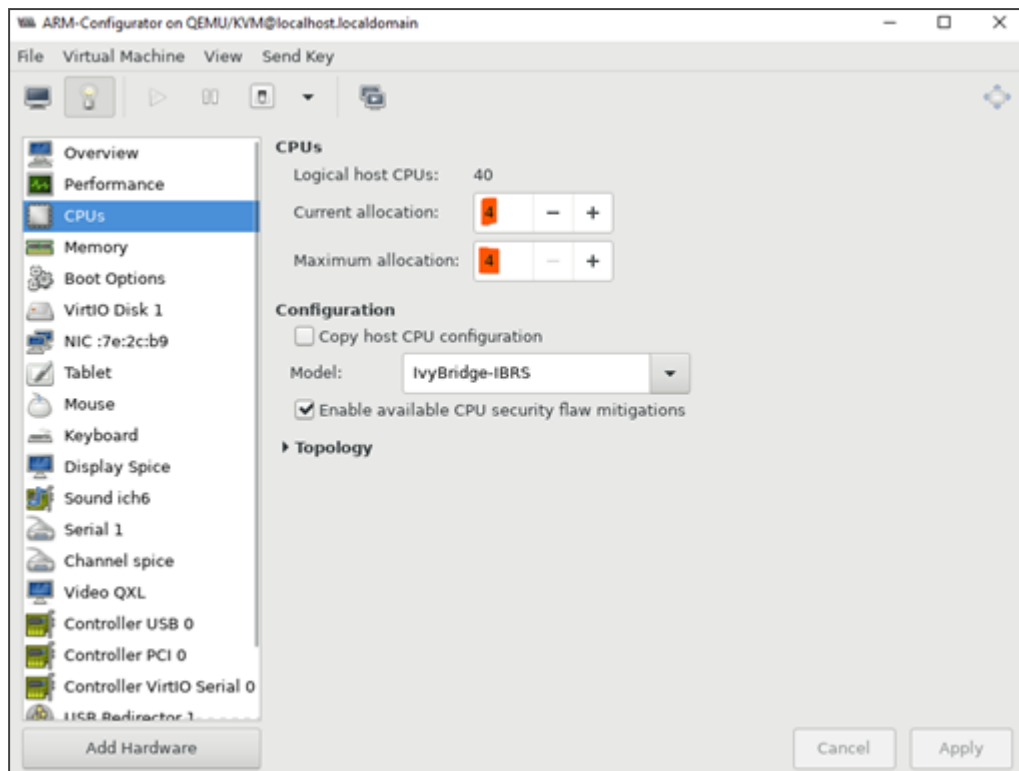 ARM-Configurator on QEMU/KVM@localhost.localdomain
File Virtual Machine View Send Key
Overview
Performance
CPUs
Memory
Boot Options
VirtIO Disk 1
NIC :7e:2c:b9
Tablet
Mouse
Keyboard
Display Spice
Sound ich6
Serial 1
Channel spice
Video QXL
Controller USB 0
Controller PCI 0
Controller VirtIO Serial 0
USB Redirector 1
Add Hardware
CPUs
Logical host CPUs: 40
Current allocation: 4
Maximum allocation: 4
Configuration
Copy host CPU configuration
Model: IvyBridge-IBRS
Enable available CPU security flaw mitigations
Topology
Cancel Apply